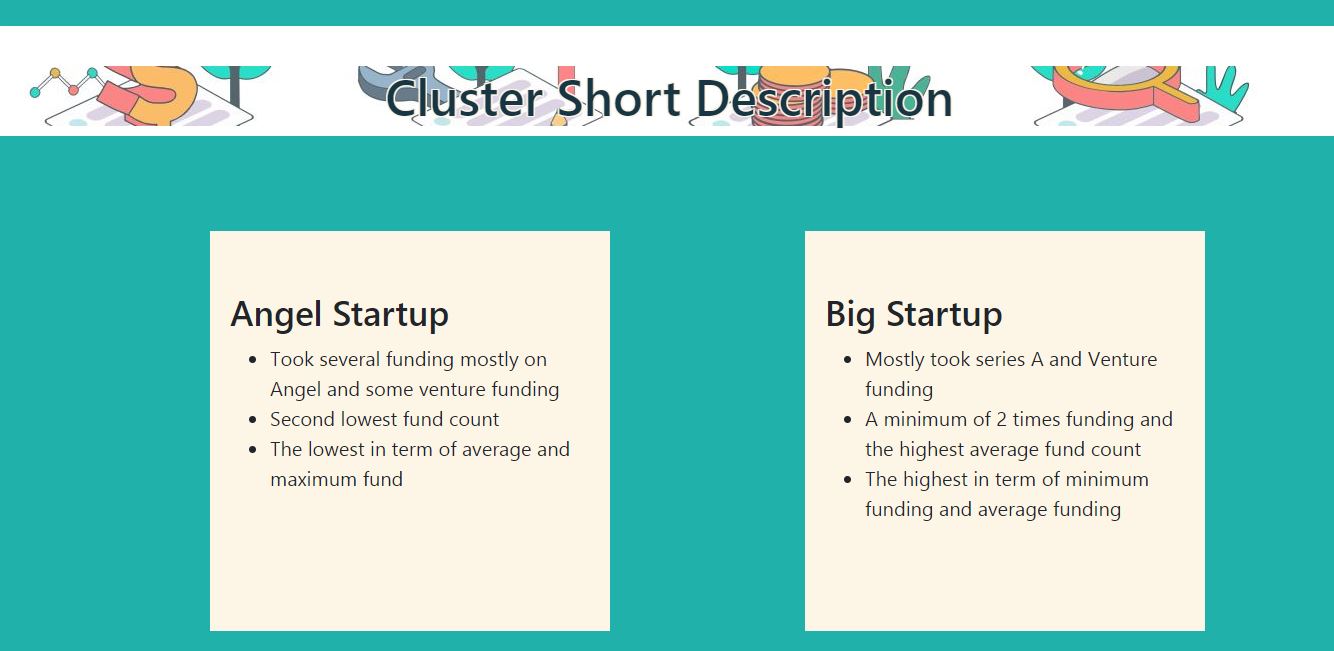 Cluster Short Description
Angel Startup
Took several funding mostly on
Angel and some venture funding
Second lowest fund count
The lowest in term of average and
maximum fund
Big Startup
Mostly took series A and Venture
funding
A minimum of 2 times funding and
the highest average fund count
The highest in term of minimum
funding and average funding